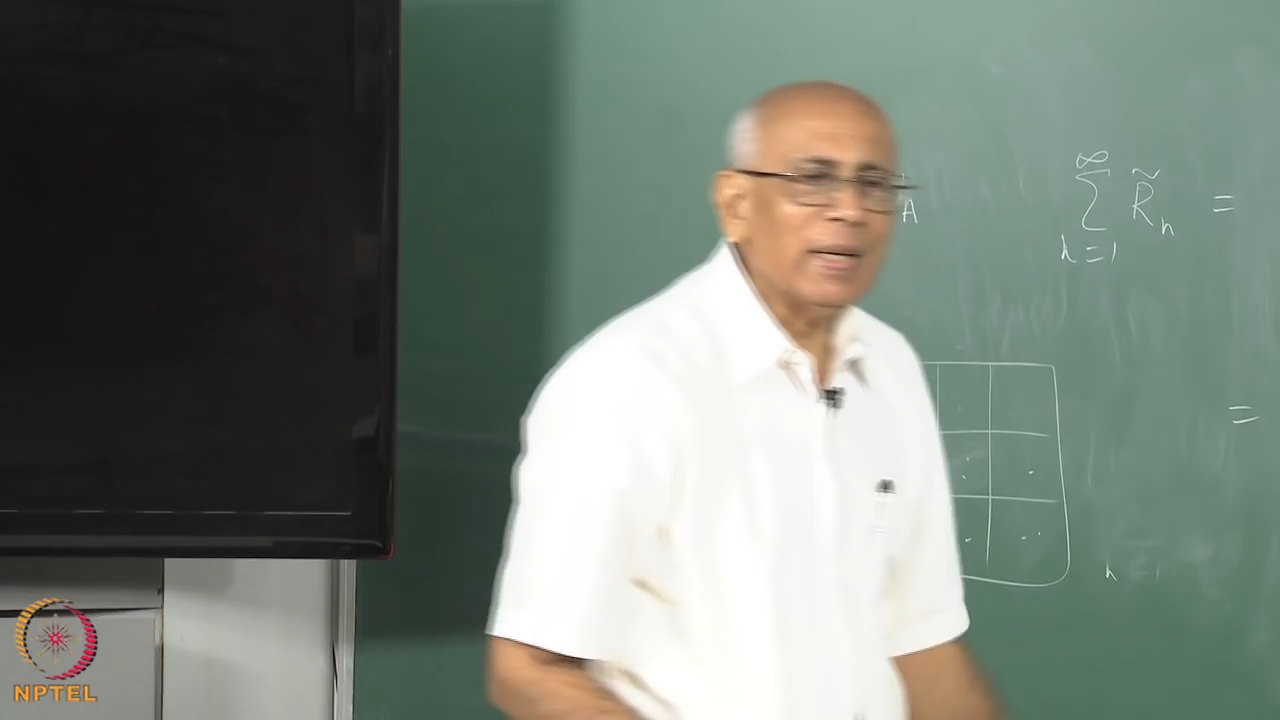 A
∞
∑ R̃ₙ =
n=1
=
NPTEL